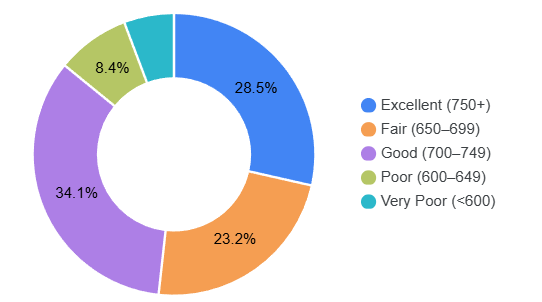 8.4%
28.5%
34.1%
23.2%
Excellent (750+)
Fair (650–699)
Good (700–749)
Poor (600–649)
Very Poor (<600)